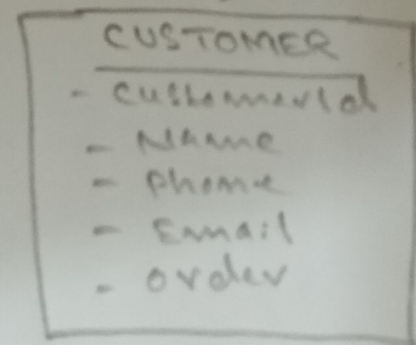 CUSTOMER
- CustomerId
- Name
- Phone
- Email
- order